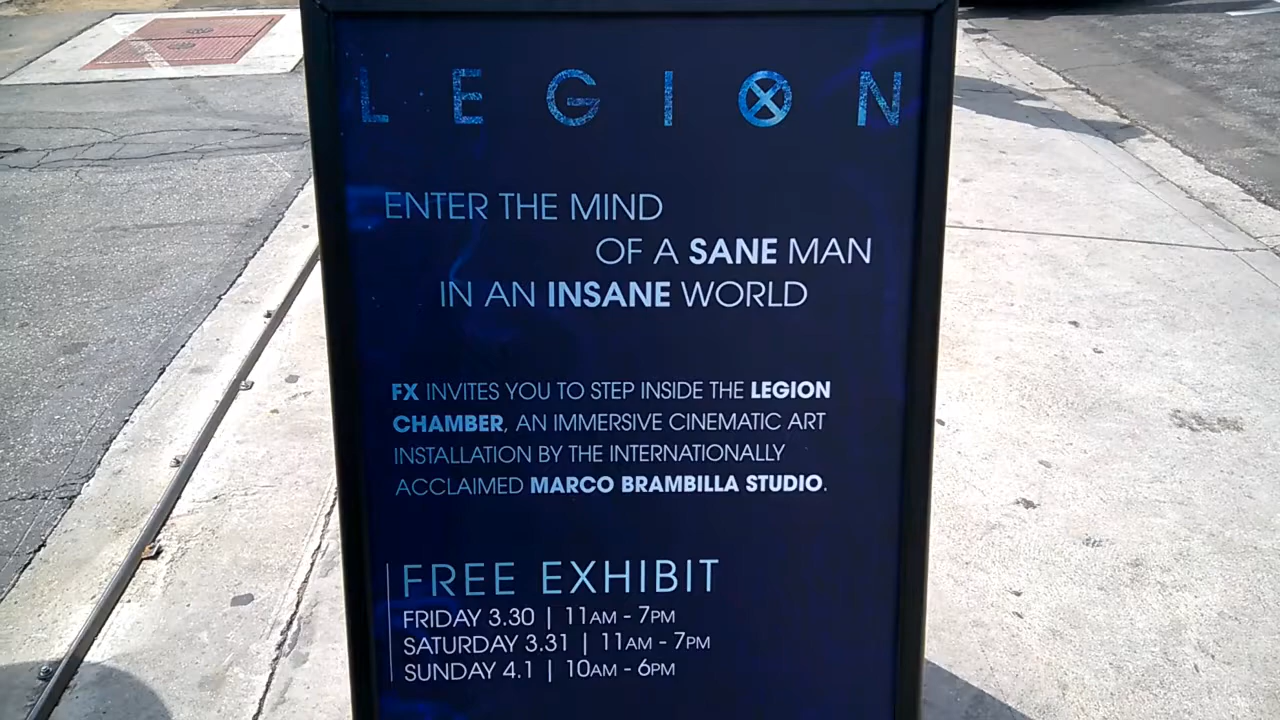 LEGION
ENTER THE MIND
OF A SANE MAN
IN AN INSANE WORLD
FX INVITES YOU TO STEP INSIDE THE LEGION
CHAMBER, AN IMMERSIVE CINEMATIC ART
INSTALLATION BY THE INTERNATIONALLY
ACCLAIMED MARCO BRAMBILLA STUDIO.
FREE EXHIBIT
FRIDAY 3.30 | 11AM - 7PM
SATURDAY 3.31 | 11AM - 7PM
SUNDAY 4.1 | 10AM - 6PM